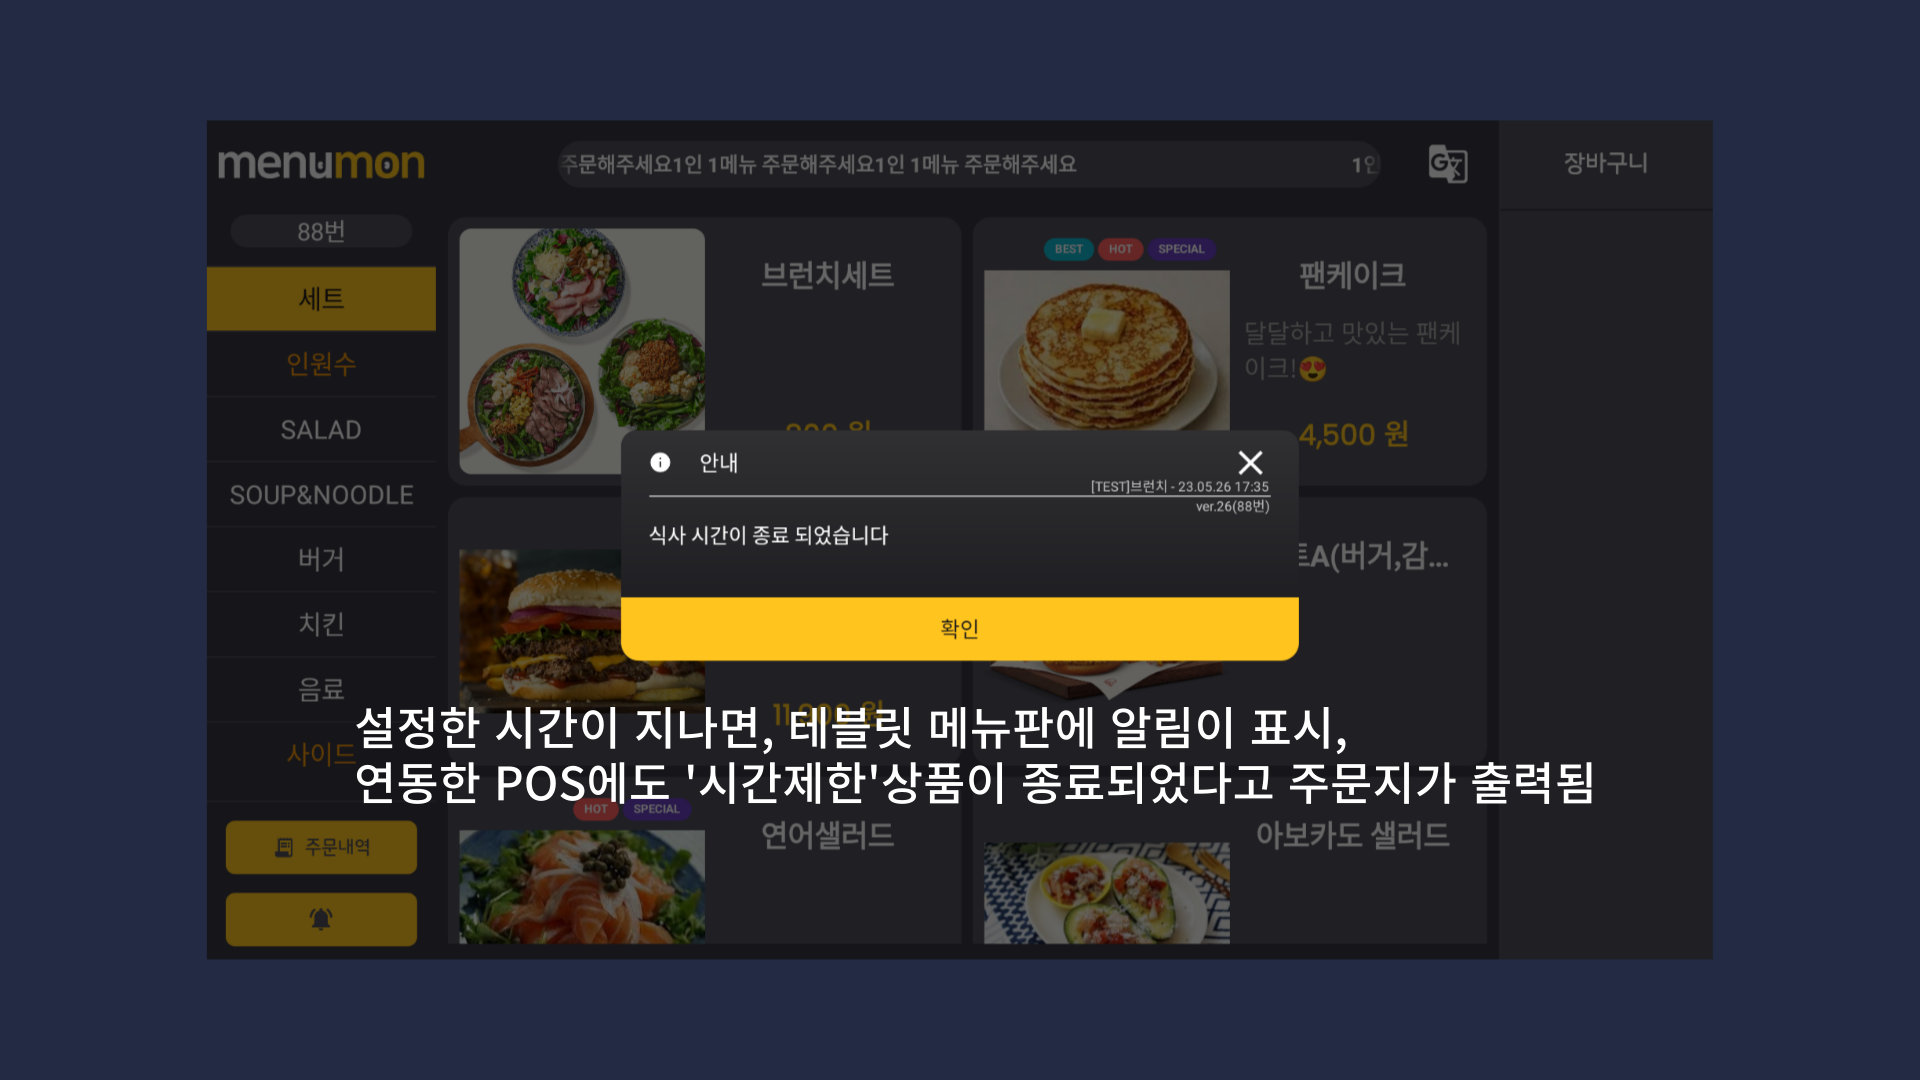 menumon
주문해주세요1인 1메뉴 주문해주세요1인 1메뉴 주문해주세요
장바구니
88번
세트
인원수
SALAD
SOUP&NOODLE
버거
치킨
음료
사이드
주문내역
브런치세트
BEST HOT SPECIAL
팬케이크
달달하고 맛있는 팬케
이크!😍
4,500 원
안내
[TEST]브런치 - 23.05.26 17:35
ver.26(88번)
식사 시간이 종료 되었습니다
확인
A(버거,감...
설정한 시간이 지나면, 테블릿 메뉴판에 알림이 표시,
연동한 POS에도 '시간제한'상품이 종료되었다고 주문지가 출력됨
HOT SPECIAL
연어샐러드
아보카도 샐러드